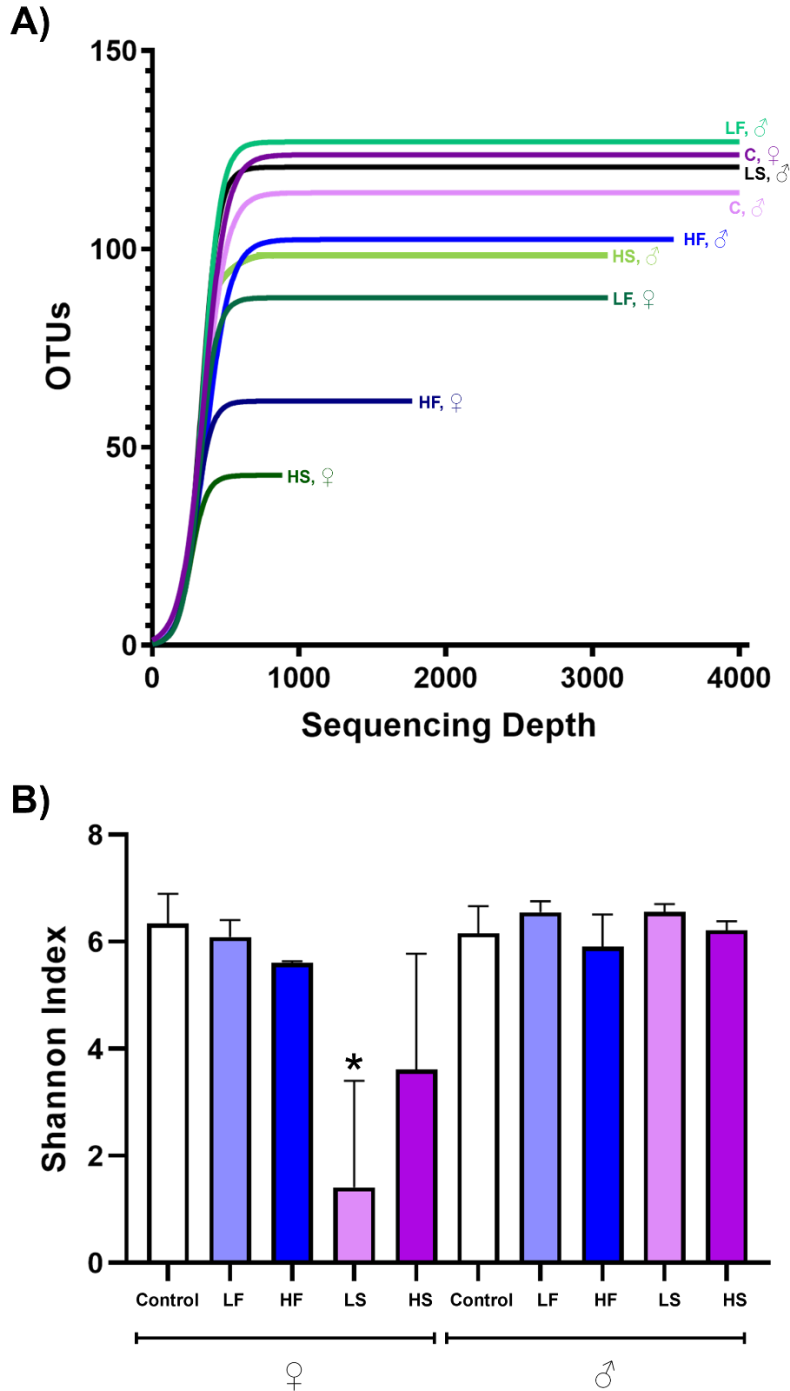 A)
150
100
50
0
OTUs
LF, ♂
C, ♀
LS, ♂
C, ♂
HF, ♂
HS, ♂
LF, ♀
HF, ♀
HS, ♀
0 1000 2000 3000 4000
Sequencing Depth
B)
8
6
4
2
0
Shannon Index
*
Control LF HF LS HS Control LF HF LS HS
♀ ♂